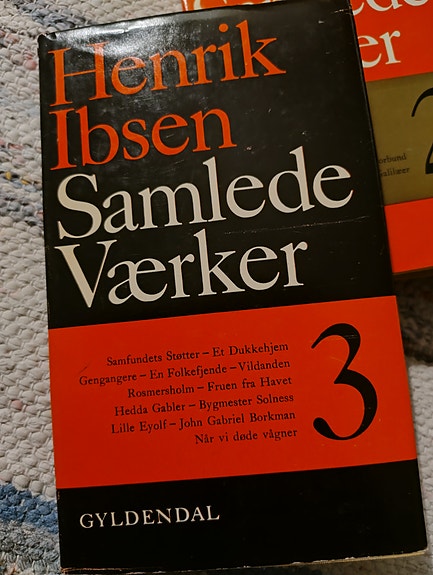 Henrik
Ibsen
Samlede
Værker
Samfundets Støtter – Et Dukkehjem
Gengangere – En Folkefjende – Vildanden
Rosmersholm – Fruen fra Havet
Hedda Gabler – Bygmester Solness
Lille Eyolf – John Gabriel Borkman
Når vi døde vågner
3
GYLDENDAL
2